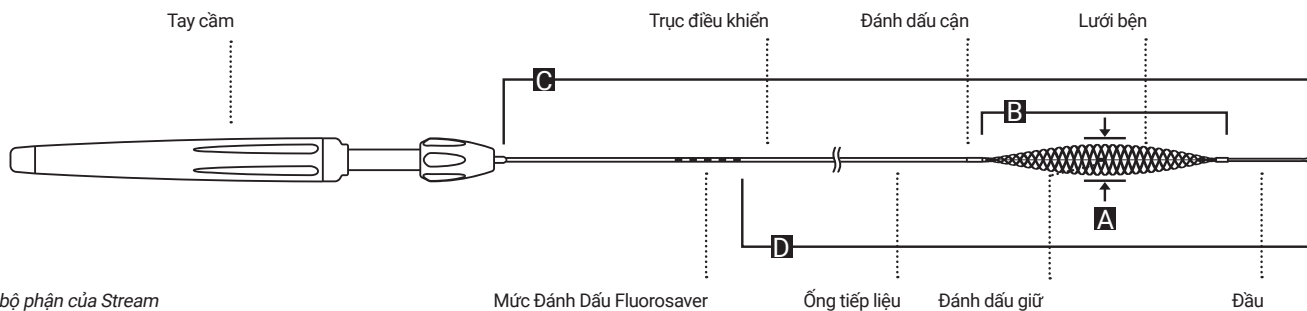 Tay cầm
Trục điều khiển
Đánh dấu cận
Lưới bện
C
B
A
D
bộ phận của Stream
Mức Đánh Dấu Fluorosaver
Ống tiếp liệu
Đánh dấu giữ
Đầu